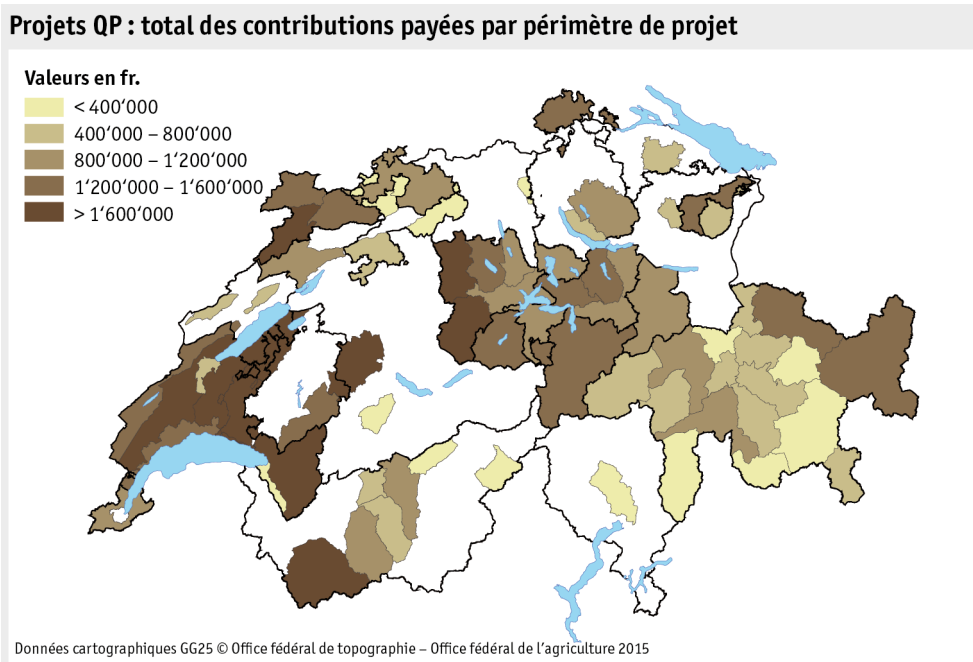 Projets QP : total des contributions payées par périmètre de projet
Valeurs en fr.
< 400‘000
400‘000 – 800‘000
800‘000 – 1‘200‘000
1‘200‘000 – 1‘600‘000
> 1‘600‘000
Données cartographiques GG25 © Office fédéral de topographie – Office fédéral de l’agriculture 2015